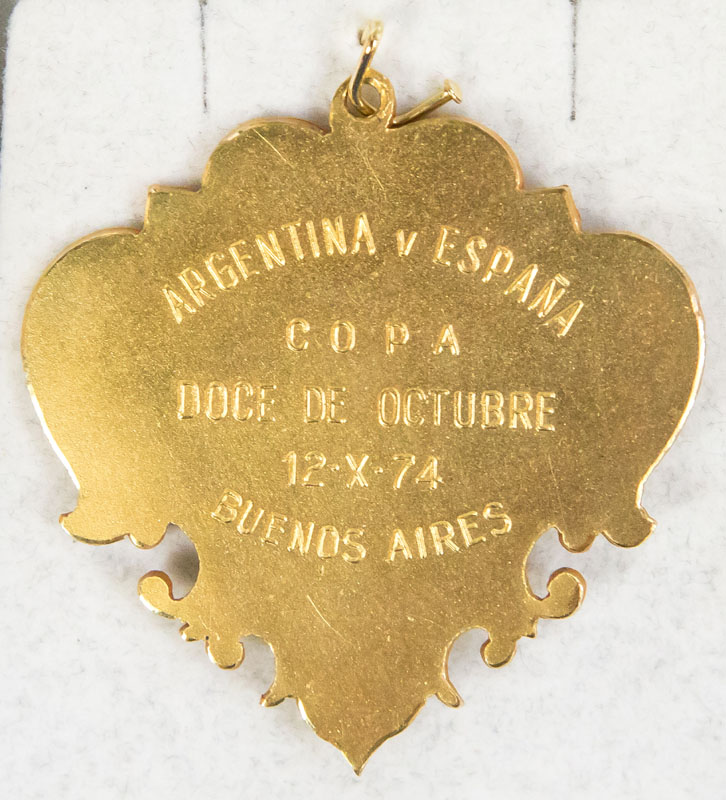 ARGENTINA v ESPAÑA
COPA
DOCE DE OCTUBRE
12·X·74
BUENOS AIRES